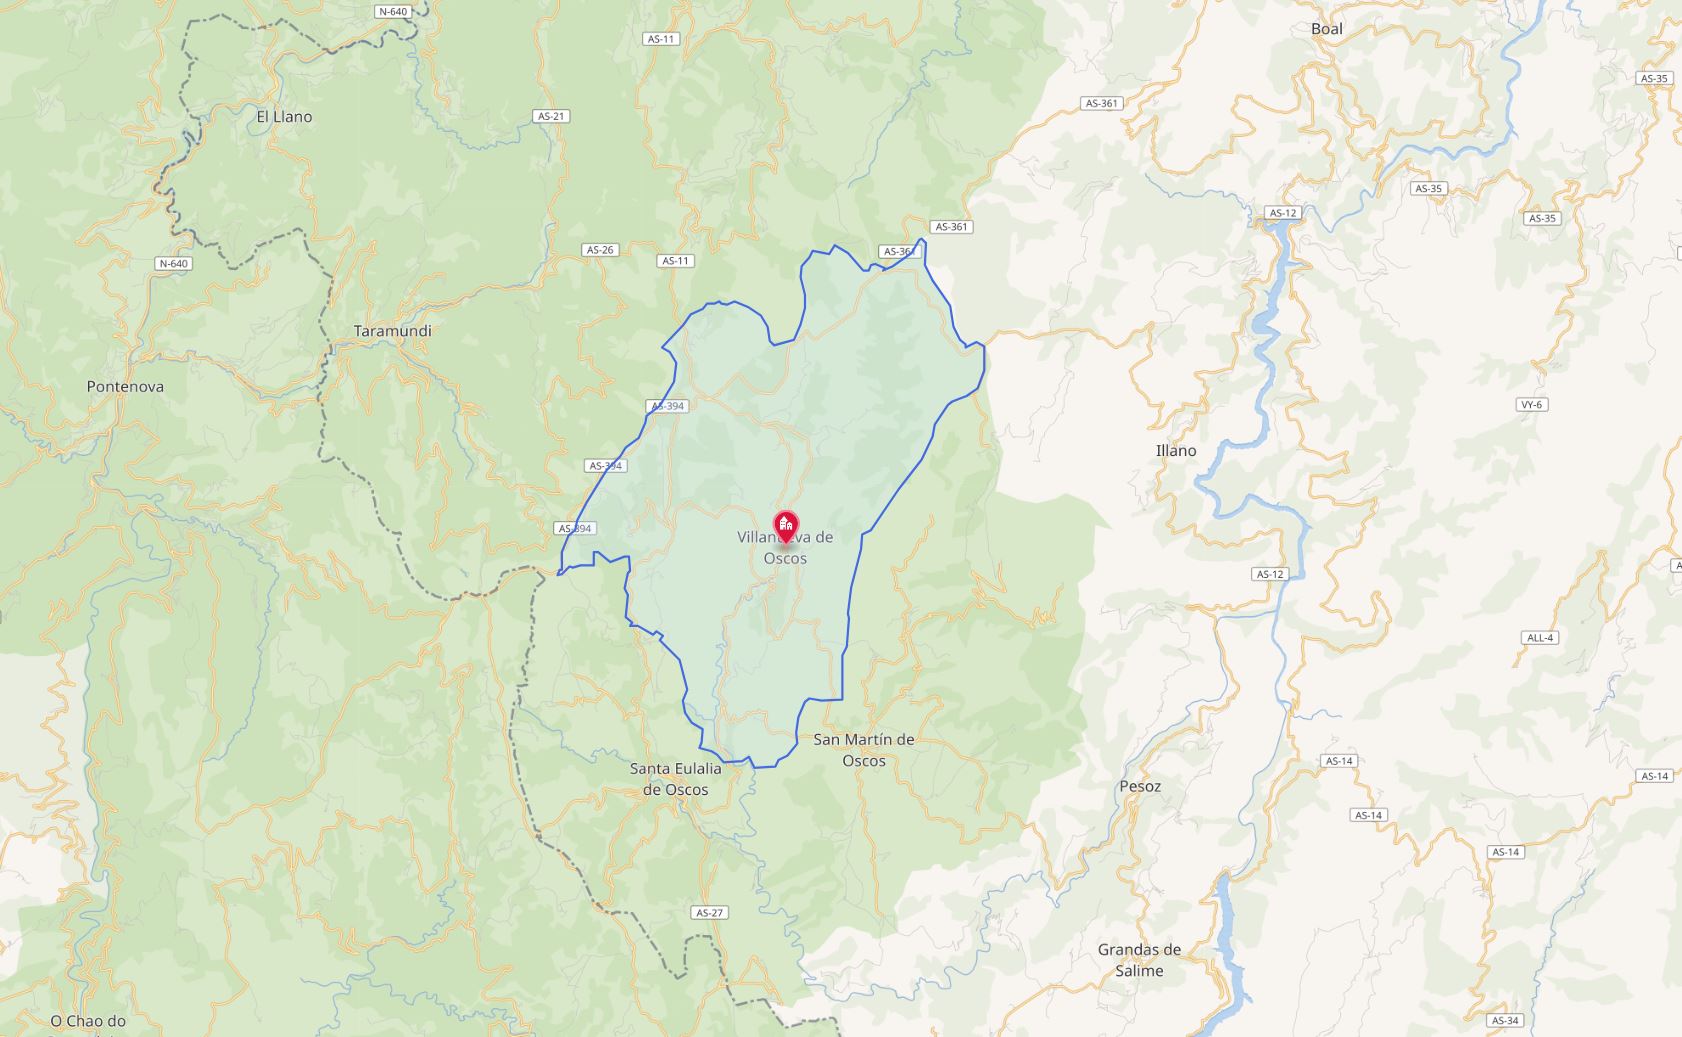 N-640
Boal
AS-11
AS-35
AS-361
El Llano
AS-21
AS-35
AS-12
AS-35
AS-361
AS-26
AS-361
AS-11
N-640
Taramundi
Pontenova
AS-394
VY-6
Illano
AS-394
AS-394
Villanueva de
Oscos
AS-12
ALL-4
San Martín de
Oscos
Santa Eulalia
de Oscos
AS-14
AS-14
Pesoz
AS-14
AS-14
AS-27
Grandas de
Salime
O Chao do
AS-34